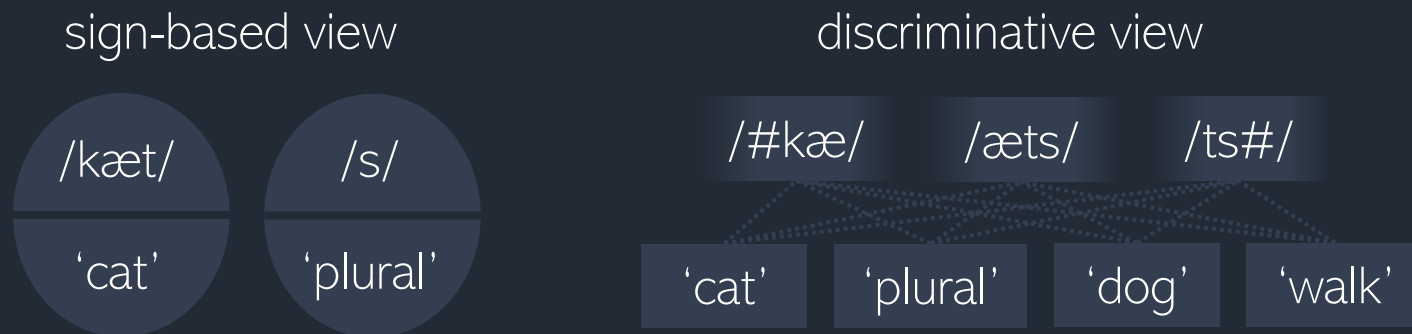 sign-based view
discriminative view
/kæt/
/s/
‘cat’
‘plural’
/#kæ/
/æts/
/ts#/
‘cat’
‘plural’
‘dog’
‘walk’